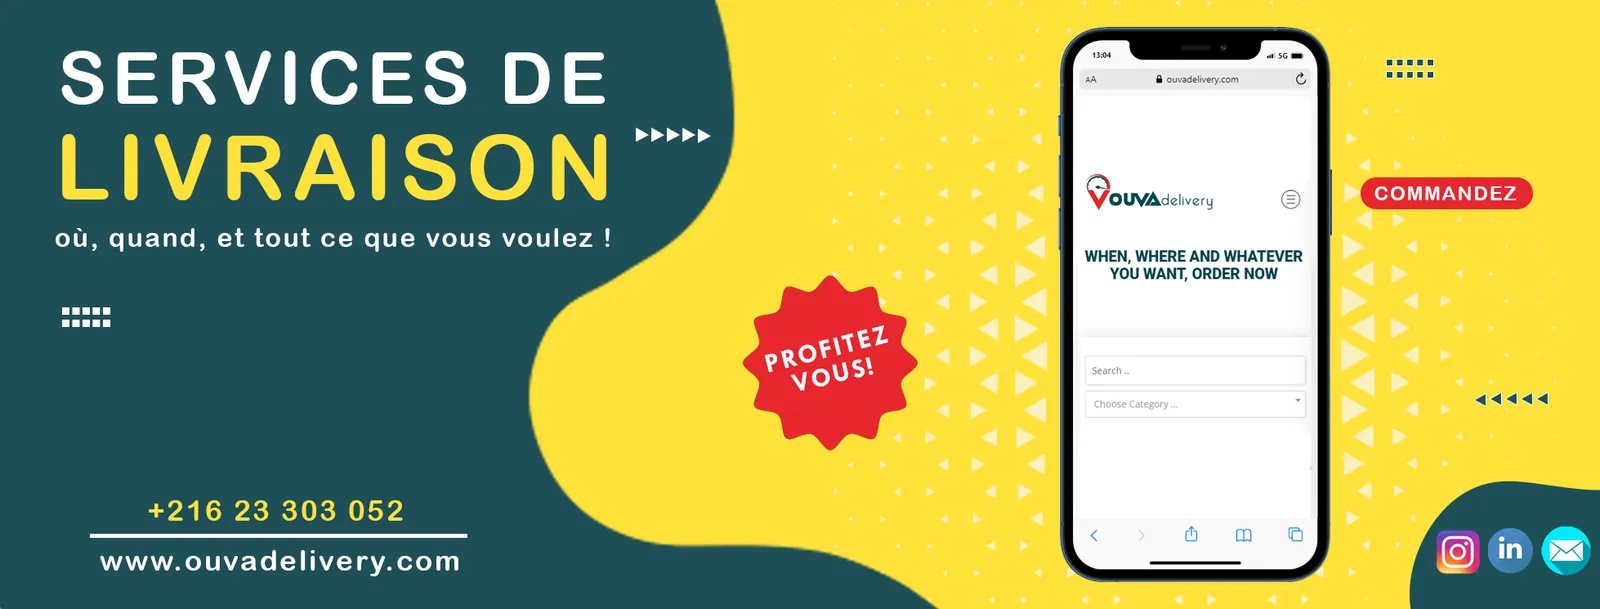 SERVICES DE
LIVRAISON
où, quand, et tout ce que vous voulez !
+216 23 303 052
www.ouvadelivery.com
PROFITEZ
VOUS!
13:04
5G
AA
ouvadelivery.com
OUVAdelivery
WHEN, WHERE AND WHATEVER
YOU WANT, ORDER NOW
Search ..
Choose Category ...
COMMANDEZ
in